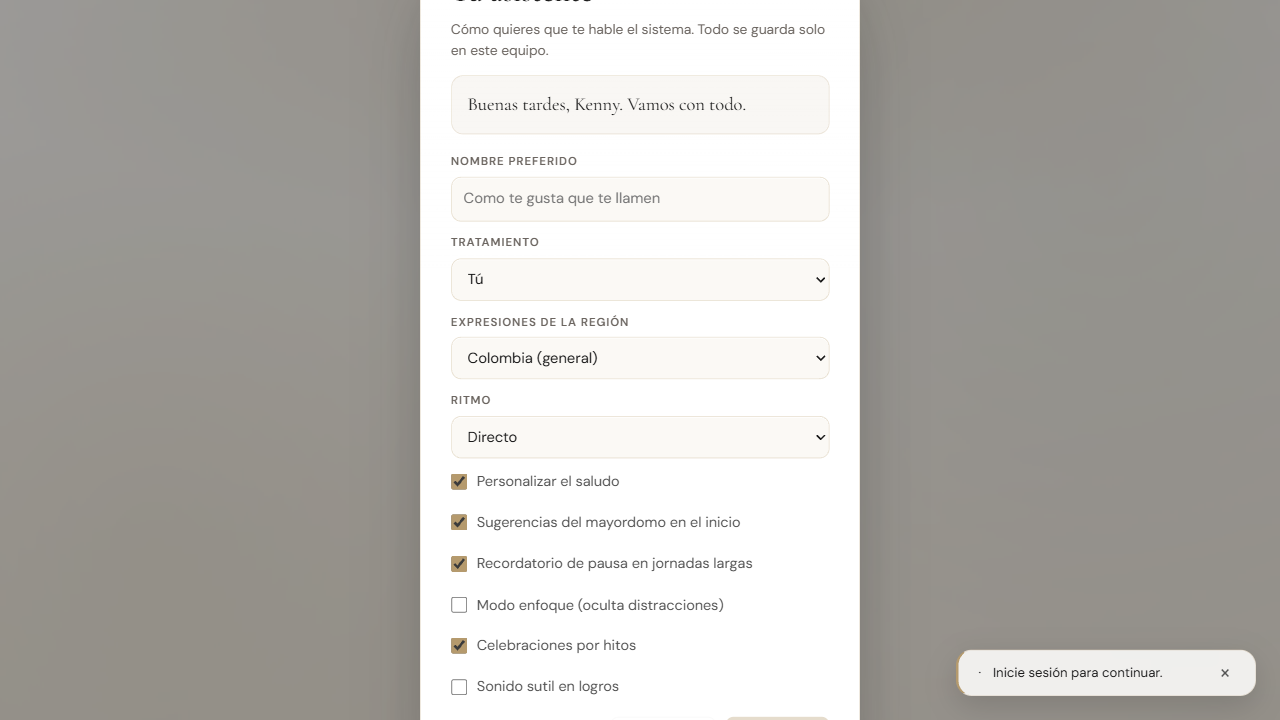 Cómo quieres que te hable el sistema. Todo se guarda solo
en este equipo.
Buenas tardes, Kenny. Vamos con todo.
NOMBRE PREFERIDO
Como te gusta que te llamen
TRATAMIENTO
Tú
EXPRESIONES DE LA REGIÓN
Colombia (general)
RITMO
Directo
Personalizar el saludo
Sugerencias del mayordomo en el inicio
Recordatorio de pausa en jornadas largas
Modo enfoque (oculta distracciones)
Celebraciones por hitos
Sonido sutil en logros
· Inicie sesión para continuar. ×